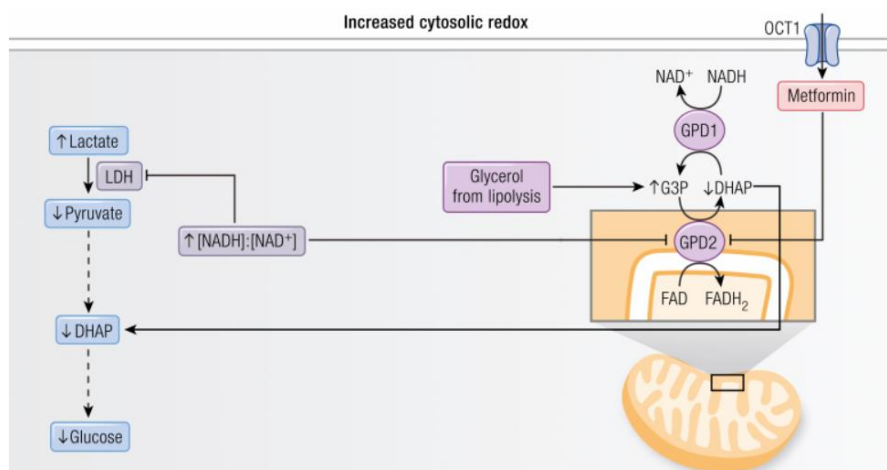 Increased cytosolic redox
OCT1
NAD⁺ NADH
Metformin
GPD1
↑Lactate
LDH
Glycerol
from lipolysis
↑G3P ↓DHAP
↓Pyruvate
↑[NADH]:[NAD⁺]
GPD2
FAD FADH₂
↓DHAP
↓Glucose